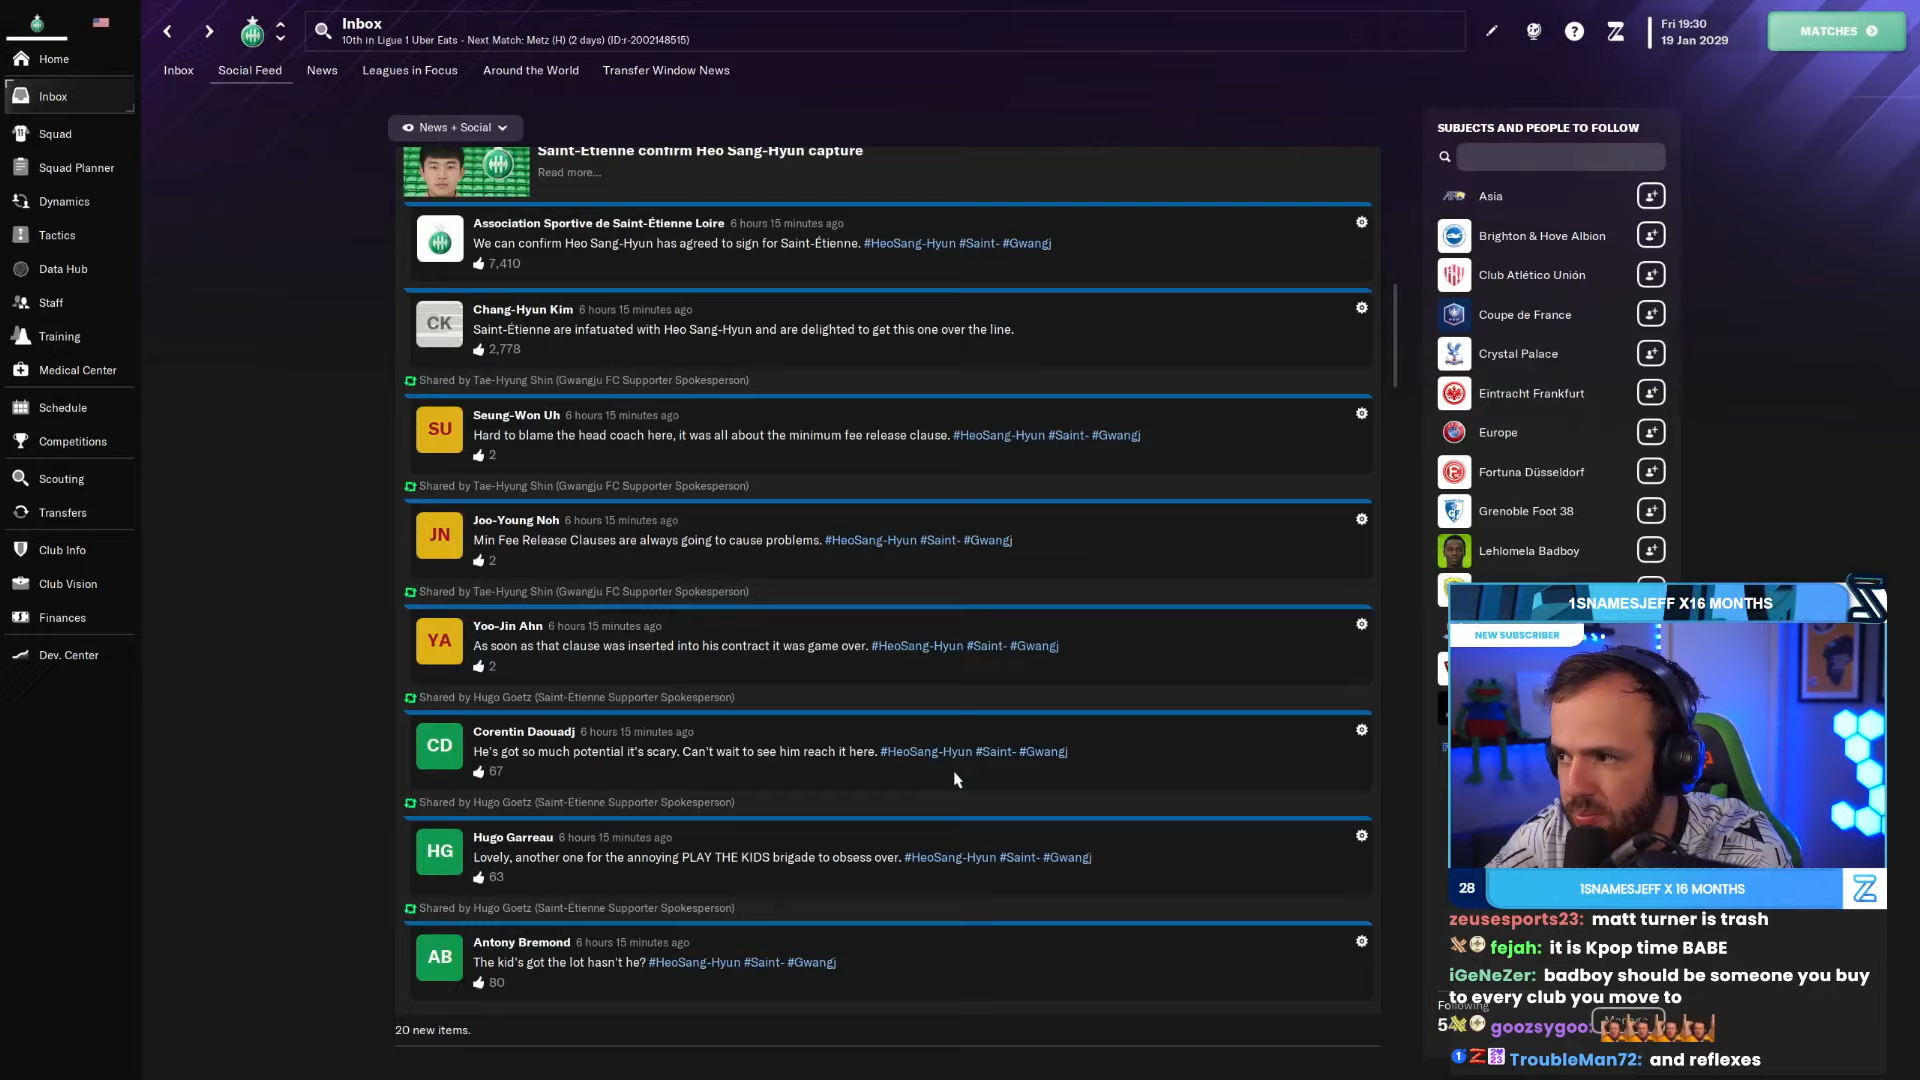 Inbox
10th in Ligue 1 Uber Eats - Next Match: Metz (H) (2 days) (ID:r-2002148515)
Fri 19:30
19 Jan 2029
MATCHES
Home
Inbox
Squad
Squad Planner
Dynamics
Tactics
Data Hub
Staff
Training
Medical Center
Schedule
Competitions
Scouting
Transfers
Club Info
Club Vision
Finances
Dev. Center
Inbox Social Feed News Leagues in Focus Around the World Transfer Window News
News + Social
Saint-Étienne confirm Heo Sang-Hyun capture
Read more...
Association Sportive de Saint-Étienne Loire 6 hours 15 minutes ago
We can confirm Heo Sang-Hyun has agreed to sign for Saint-Étienne. #HeoSang-Hyun #Saint- #Gwangj
7,410
CK
Chang-Hyun Kim 6 hours 15 minutes ago
Saint-Étienne are infatuated with Heo Sang-Hyun and are delighted to get this one over the line.
2,778
Shared by Tae-Hyung Shin (Gwangju FC Supporter Spokesperson)
SU
Seung-Won Uh 6 hours 15 minutes ago
Hard to blame the head coach here, it was all about the minimum fee release clause. #HeoSang-Hyun #Saint- #Gwangj
2
Shared by Tae-Hyung Shin (Gwangju FC Supporter Spokesperson)
JN
Joo-Young Noh 6 hours 15 minutes ago
Min Fee Release Clauses are always going to cause problems. #HeoSang-Hyun #Saint- #Gwangj
2
Shared by Tae-Hyung Shin (Gwangju FC Supporter Spokesperson)
YA
Yoo-Jin Ahn 6 hours 15 minutes ago
As soon as that clause was inserted into his contract it was game over. #HeoSang-Hyun #Saint- #Gwangj
2
Shared by Hugo Goetz (Saint-Étienne Supporter Spokesperson)
CD
Corentin Daouadj 6 hours 15 minutes ago
He's got so much potential it's scary. Can't wait to see him reach it here. #HeoSang-Hyun #Saint- #Gwangj
67
Shared by Hugo Goetz (Saint-Étienne Supporter Spokesperson)
HG
Hugo Garreau 6 hours 15 minutes ago
Lovely, another one for the annoying PLAY THE KIDS brigade to obsess over. #HeoSang-Hyun #Saint- #Gwangj
63
Shared by Hugo Goetz (Saint-Étienne Supporter Spokesperson)
AB
Antony Bremond 6 hours 15 minutes ago
The kid's got the lot hasn't he? #HeoSang-Hyun #Saint- #Gwangj
80
20 new items.
SUBJECTS AND PEOPLE TO FOLLOW
Asia
Brighton & Hove Albion
Club Atlético Unión
Coupe de France
Crystal Palace
Eintracht Frankfurt
Europe
Fortuna Düsseldorf
Grenoble Foot 38
Lehlomela Badboy
1SNAMESJEFF X16 MONTHS
NEW SUBSCRIBER
28
1SNAMESJEFF X 16 MONTHS
zeusesports23: matt turner is trash
fejah: it is Kpop time BABE
iGeNeZer: badboy should be someone you buy
to every club you move to
Following
goozsygoo:
TroubleMan72: and reflexes